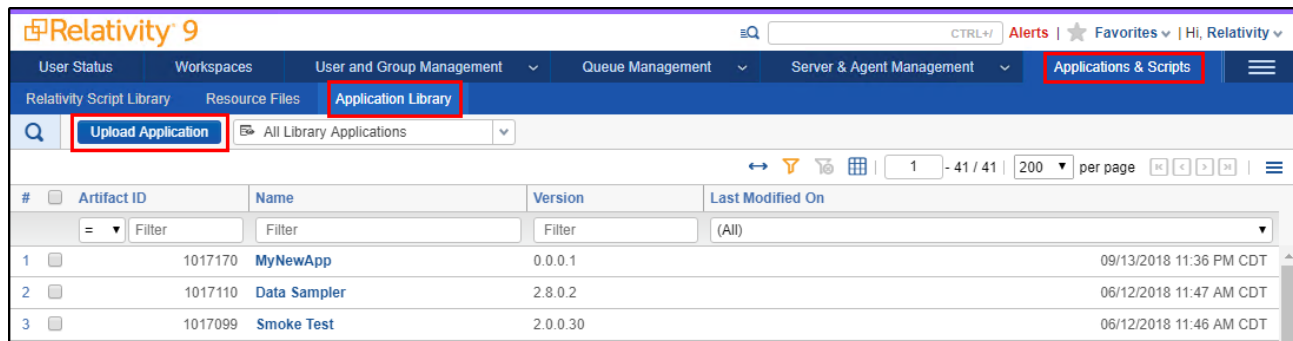 Relativity 9
CTRL+/ Alerts | Favorites | Hi, Relativity
User Status Workspaces User and Group Management Queue Management Server & Agent Management Applications & Scripts
Relativity Script Library Resource Files Application Library
Upload Application All Library Applications
1 - 41 / 41 200 per page
# Artifact ID Name Version Last Modified On
= Filter Filter Filter (All)
1 1017170 MyNewApp 0.0.0.1 09/13/2018 11:36 PM CDT
2 1017110 Data Sampler 2.8.0.2 06/12/2018 11:47 AM CDT
3 1017099 Smoke Test 2.0.0.30 06/12/2018 11:46 AM CDT